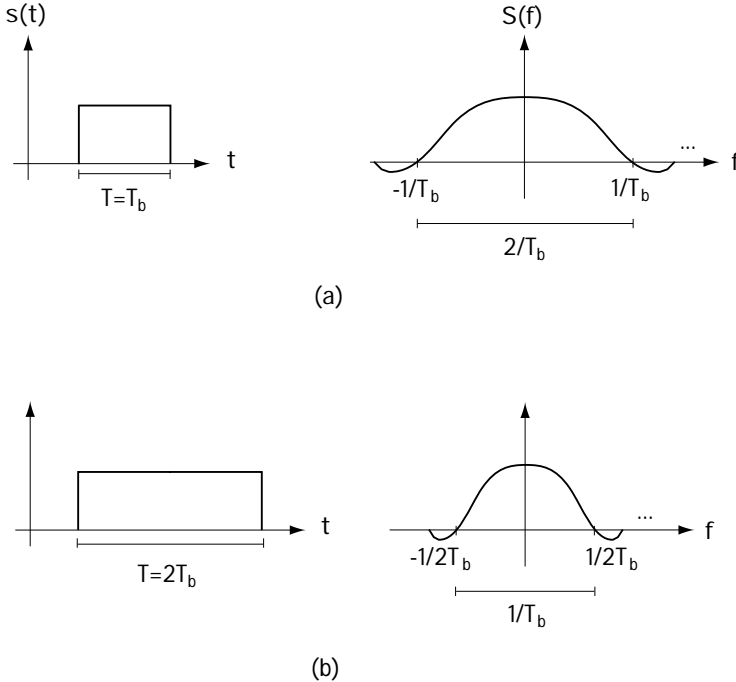 s(t)
S(f)
t
...
f
T=T_b
-1/T_b
1/T_b
2/T_b
(a)
t
...
f
T=2T_b
-1/2T_b
1/2T_b
1/T_b
(b)